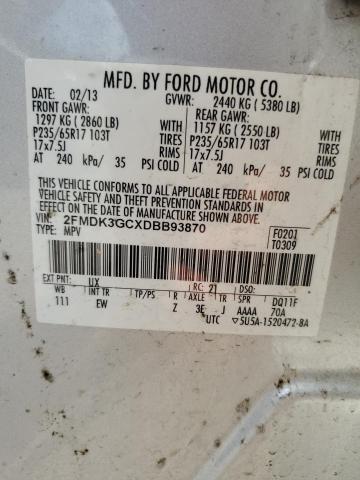 MFD. BY FORD MOTOR CO.
DATE: 02/13 GVWR: 2440 KG ( 5380 LB)
FRONT GAWR: REAR GAWR:
1297 KG ( 2860 LB) WITH 1157 KG ( 2550 LB) WITH
P235/65R17 103T TIRES P235/65R17 103T TIRES
17x7.5J RIMS 17x7.5J RIMS
AT 240 kPa/ 35 PSI COLD AT 240 kPa/ 35 PSI COLD
THIS VEHICLE CONFORMS TO ALL APPLICABLE FEDERAL MOTOR
VEHICLE SAFETY AND BUMPER STANDARDS IN
EFFECT ON THE DATE OF MANUFACTURE SHOWN ABOVE.
VIN: 2FMDK3GCXDBB93870 F0201
TYPE: MPV T0309
EXT PNT: UX RC: 21 DSO:
WB INT TR TP/PS R AXLE TR SPR DQ11F
111 EW Z 3E J AAAA 70A
UTC 5U5A-1520472-8A